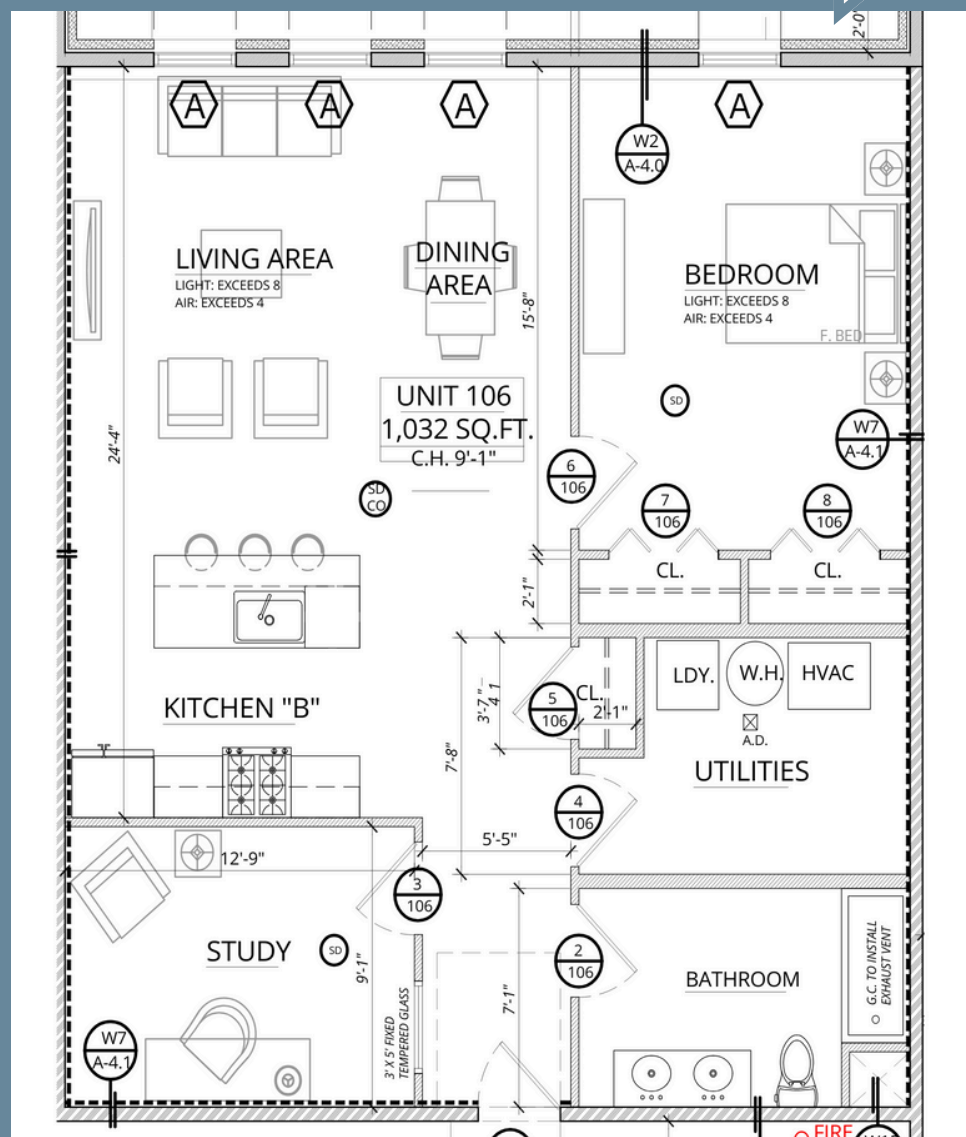 2'-0"
A
A
A
A
W2
A-4.0
LIVING AREA
LIGHT: EXCEEDS 8
AIR: EXCEEDS 4
DINING
AREA
15'-8"
BEDROOM
LIGHT: EXCEEDS 8
AIR: EXCEEDS 4
F. BED
UNIT 106
1,032 SQ.FT.
C.H. 9'-1"
24'-4"
SD
CO
SD
W7
A-4.1
6
106
7
106
8
106
CL.
CL.
2'-1"
KITCHEN "B"
5
106
CL.
2'-1"
3'-7"
7'-8"
LDY.
W.H.
HVAC
A.D.
UTILITIES
4
106
5'-5"
12'-9"
3
106
STUDY
SD
9'-1"
3' X 5' FIXED
TEMPERED GLASS
7'-1"
2
106
BATHROOM
G.C. TO INSTALL
EXHAUST VENT
W7
A-4.1
FIRE